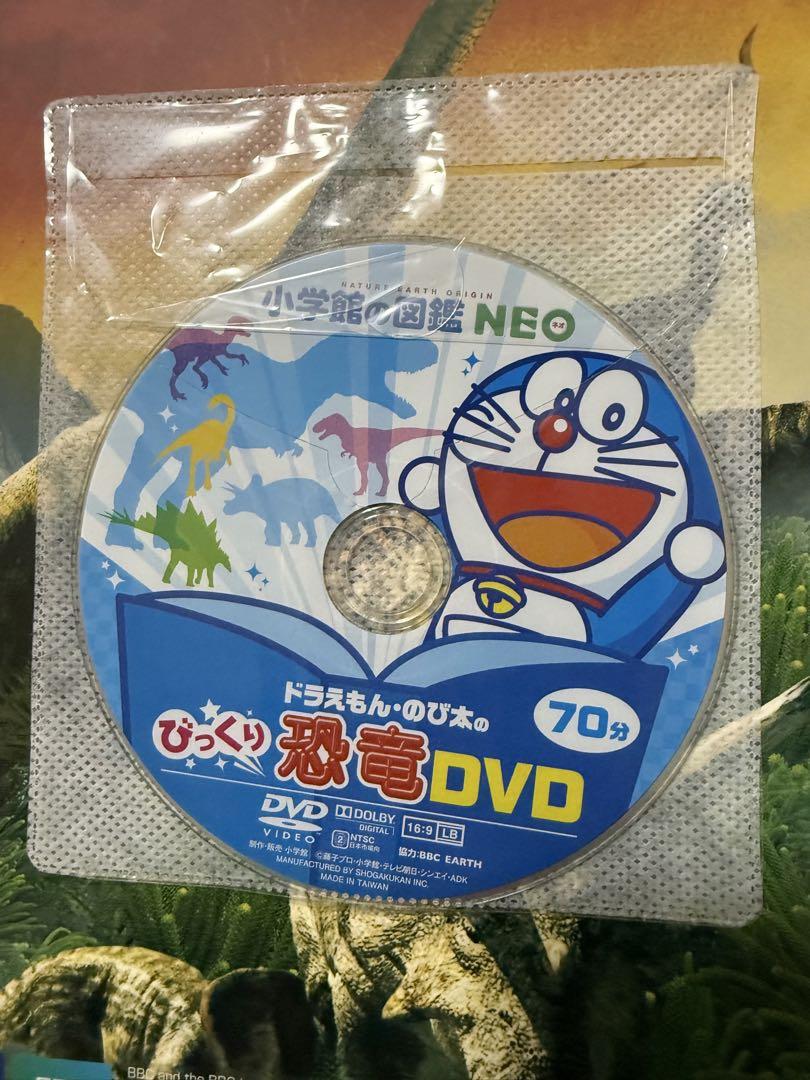 NATURE EARTH ORIGIN
小学館の図鑑 NEO
ネオ
ドラえもん・のび太の
びっくり恐竜DVD
70分
DVD
VIDEO
DOLBY
DIGITAL
16:9 LB
2
NTSC
日本市場向
協力:BBC EARTH
制作・販売 小学館 ©藤子プロ・小学館・テレビ朝日・シンエイ・ADK
MANUFACTURED BY SHOGAKUKAN INC.
MADE IN TAIWAN
BBC and the BBC